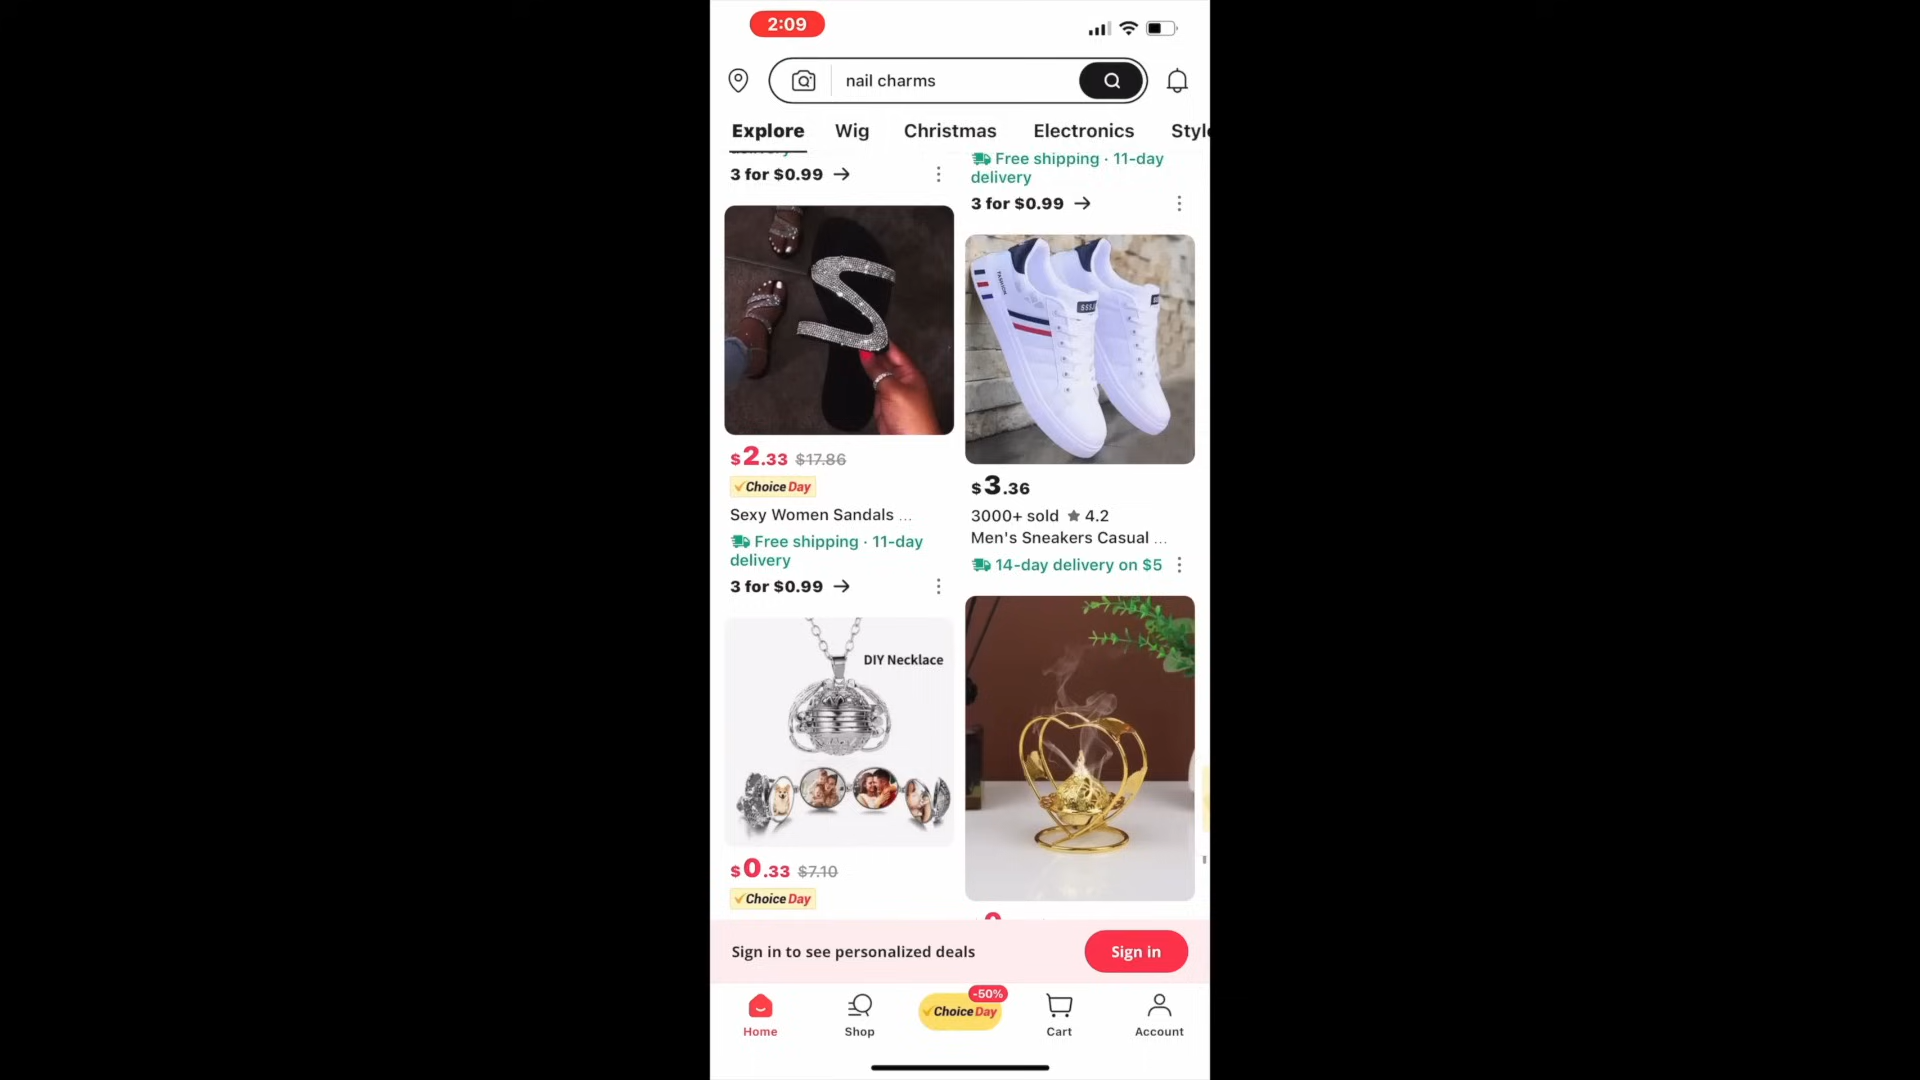 2:09
nail charms
Explore Wig Christmas Electronics Style
3 for $0.99
Free shipping · 11-day
delivery
3 for $0.99
$2.33 $17.86
Choice Day
Sexy Women Sandals ...
Free shipping · 11-day
delivery
3 for $0.99
FASHION
$3.36
3000+ sold ★ 4.2
Men's Sneakers Casual ...
14-day delivery on $5
DIY Necklace
$0.33 $7.10
Choice Day
Sign in to see personalized deals
Sign in
-50%
Choice Day
Home Shop Cart Account